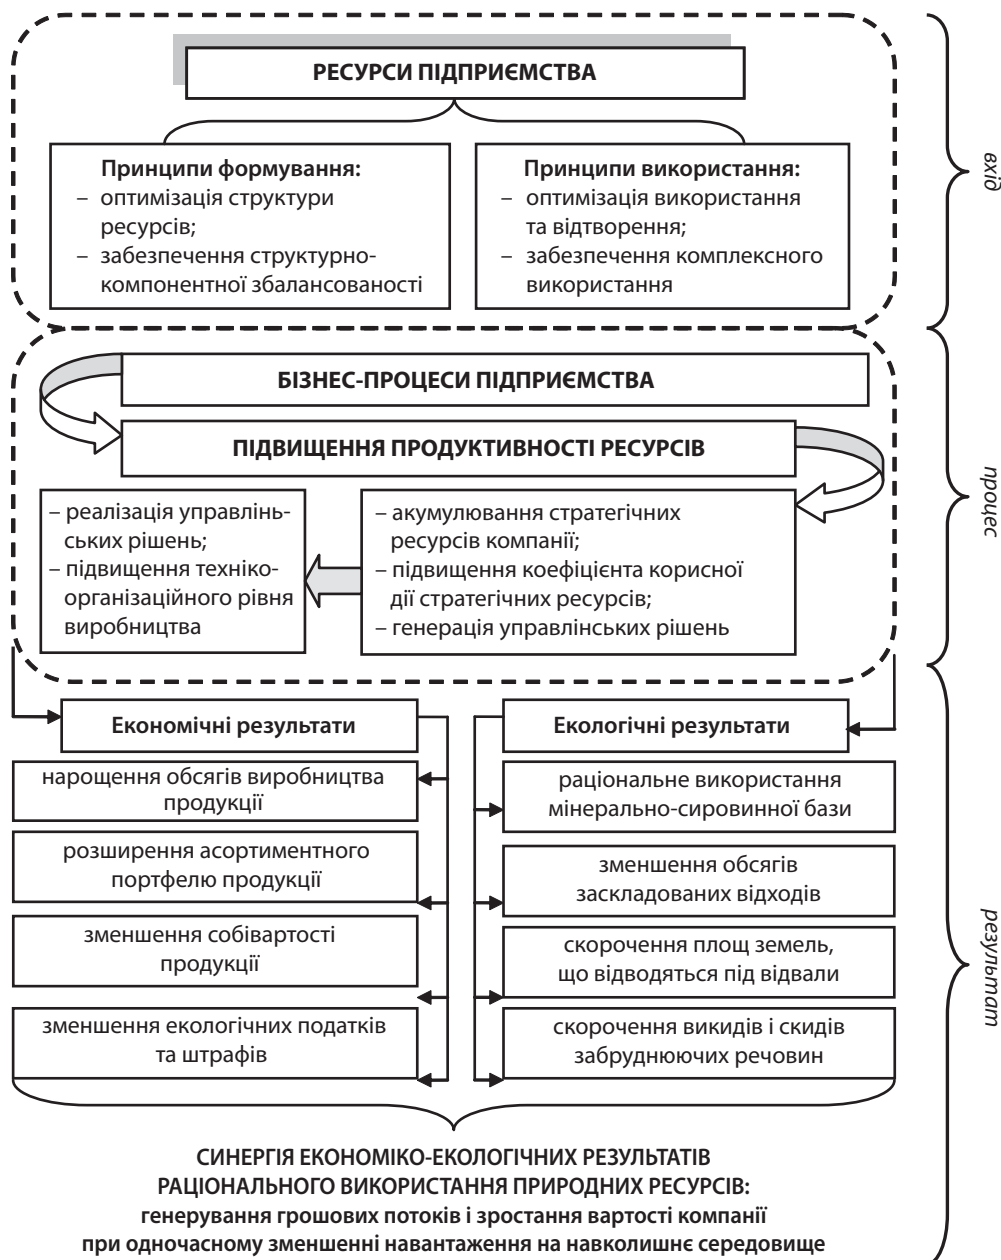 РЕСУРСИ ПІДПРИЄМСТВА
Принципи формування:
– оптимізація структури
ресурсів;
– забезпечення структурно-
компонентної збалансованості
Принципи використання:
– оптимізація використання
та відтворення;
– забезпечення комплексного
використання
вхід
БІЗНЕС-ПРОЦЕСИ ПІДПРИЄМСТВА
ПІДВИЩЕННЯ ПРОДУКТИВНОСТІ РЕСУРСІВ
– реалізація управлінь-
ських рішень;
– підвищення техніко-
організаційного рівня
виробництва
– акумулювання стратегічних
ресурсів компанії;
– підвищення коефіцієнта корисної
дії стратегічних ресурсів;
– генерація управлінських рішень
процес
Економічні результати
нарощення обсягів виробництва
продукції
розширення асортиментного
портфелю продукції
зменшення собівартості
продукції
зменшення екологічних податків
та штрафів
Екологічні результати
раціональне використання
мінерально-сировинної бази
зменшення обсягів
заскладованих відходів
скорочення площ земель,
що відводяться під відвали
скорочення викидів і скидів
забруднюючих речовин
результат
СИНЕРГІЯ ЕКОНОМІКО-ЕКОЛОГІЧНИХ РЕЗУЛЬТАТІВ
РАЦІОНАЛЬНОГО ВИКОРИСТАННЯ ПРИРОДНИХ РЕСУРСІВ:
генерування грошових потоків і зростання вартості компанії
при одночасному зменшенні навантаження на навколишнє середовище